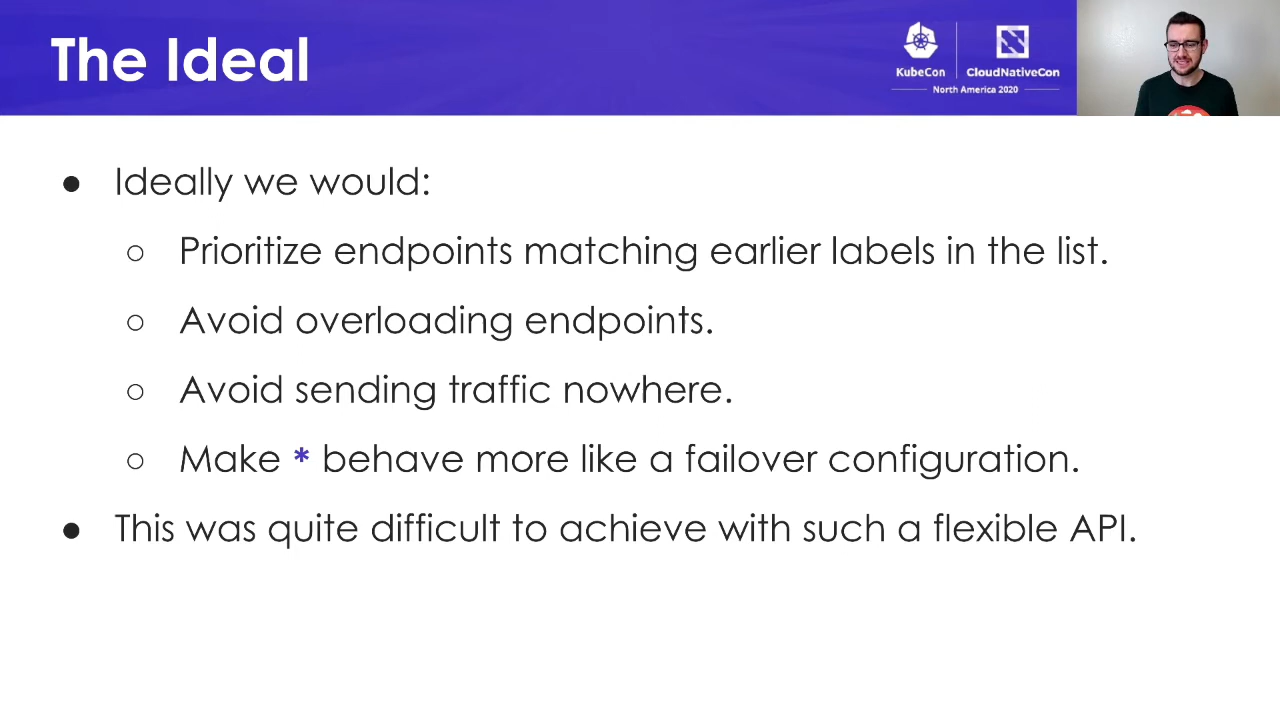 The Ideal
KubeCon
CloudNativeCon
North America 2020
● Ideally we would:
○ Prioritize endpoints matching earlier labels in the list.
○ Avoid overloading endpoints.
○ Avoid sending traffic nowhere.
○ Make * behave more like a failover configuration.
● This was quite difficult to achieve with such a flexible API.